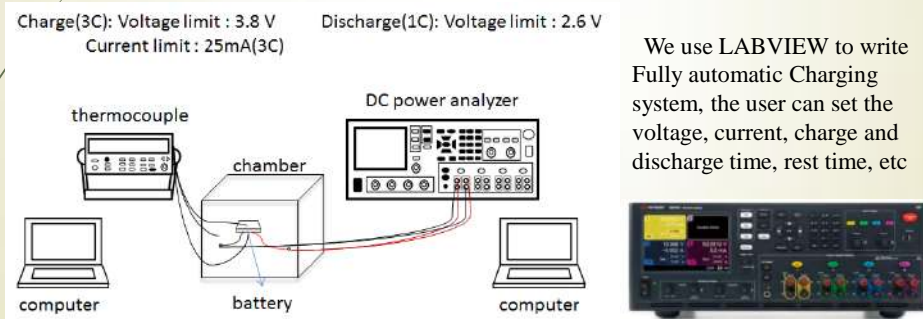 Charge(3C): Voltage limit : 3.8 V
Current limit : 25mA(3C)
Discharge(1C): Voltage limit : 2.6 V
We use LABVIEW to write
Fully automatic Charging
system, the user can set the
voltage, current, charge and
discharge time, rest time, etc
thermocouple
DC power analyzer
chamber
computer
battery
computer